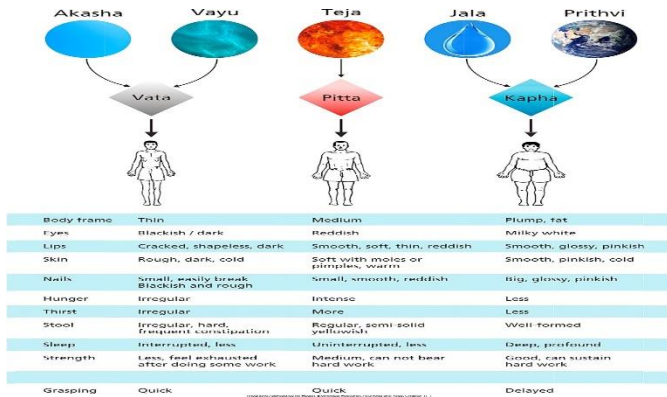 Akasha Vayu Teja Jala Prithvi
Vata Pitta Kapha
Body frame Thin Medium Plump, fat
Eyes Blackish / dark Reddish Milky white
Lips Cracked, shapeless, dark Smooth, soft, thin, reddish Smooth, glossy, pinkish
Skin Rough, dark, cold Soft with moles or pimples, warm Smooth, pinkish, cold
Nails Small, easily break Blackish and rough Small, smooth, reddish Big, glossy, pinkish
Hunger Irregular Intense Less
Thirst Irregular More Less
Stool Irregular, hard, frequent constipation Regular, semi-solid yellowish Well-formed
Sleep Interrupted, less Uninterrupted, less Deep, profound
Strength Less, feel exhausted after doing some work Medium, can not bear hard work Good, can sustain hard work
Grasping Quick Quick Delayed